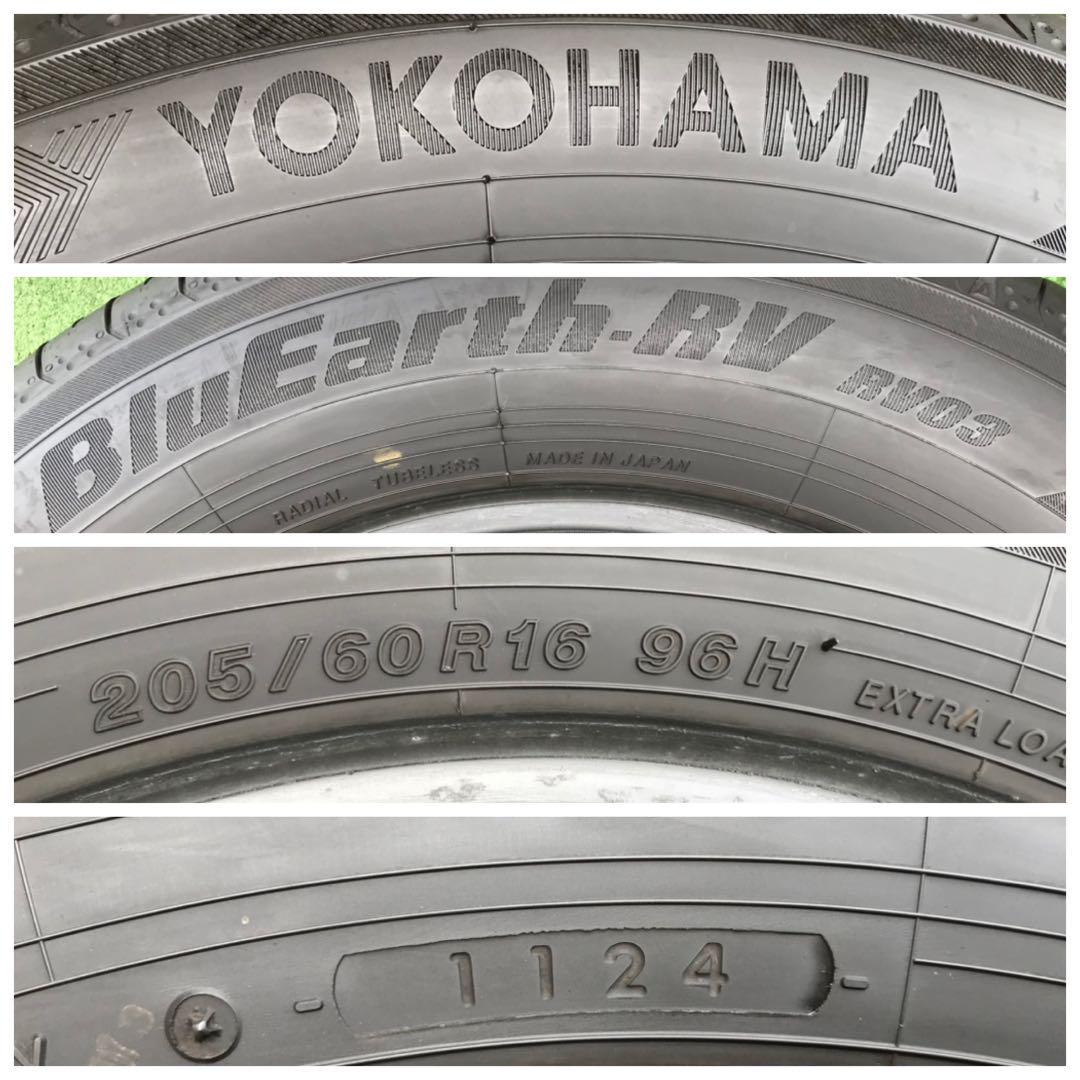 YOKOHAMA
BluEarth-RV RV03
RADIAL TUBELESS MADE IN JAPAN
205/60R16 96H
EXTRA LOA
1124